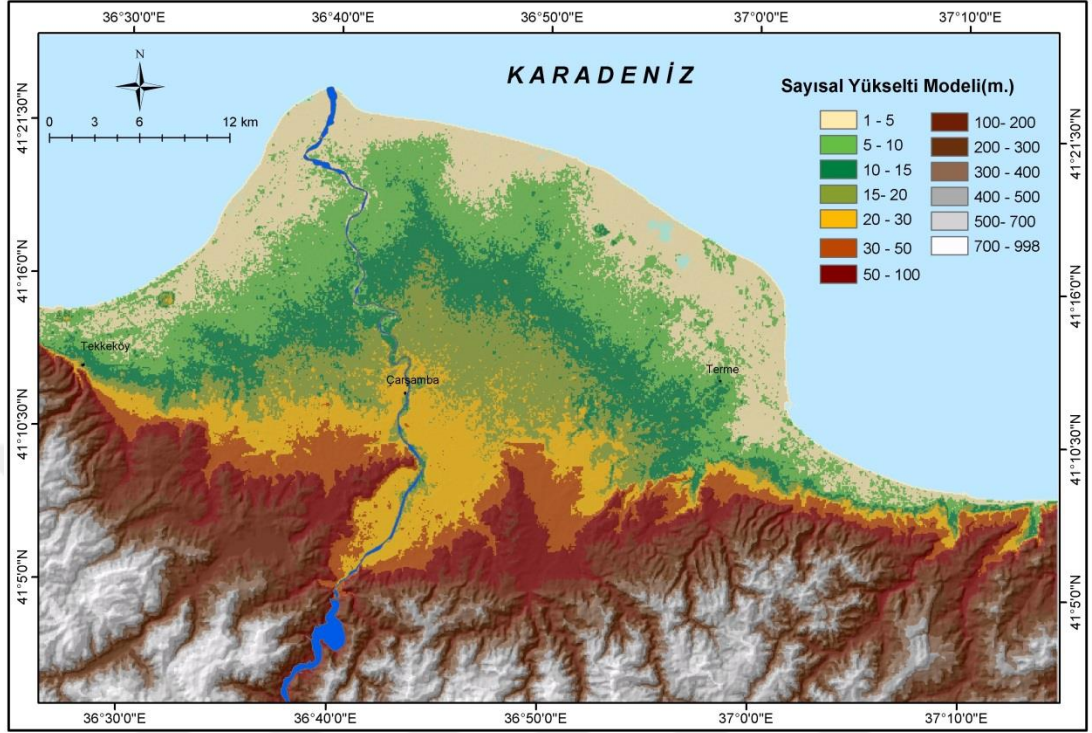 36°30'0"E 36°40'0"E 36°50'0"E 37°0'0"E 37°10'0"E
N
KARADENİZ
0 3 6 12 km
Sayısal Yükselti Modeli(m.)
1 - 5
5 - 10
10 - 15
15- 20
20 - 30
30 - 50
50 - 100
100- 200
200 - 300
300 - 400
400 - 500
500- 700
700 - 998
41°21'30"N
41°16'0"N
41°10'30"N
41°5'0"N
41°21'30"N
41°16'0"N
41°10'30"N
41°5'0"N
Tekkeköy
Çarşamba
Terme
36°30'0"E 36°40'0"E 36°50'0"E 37°0'0"E 37°10'0"E